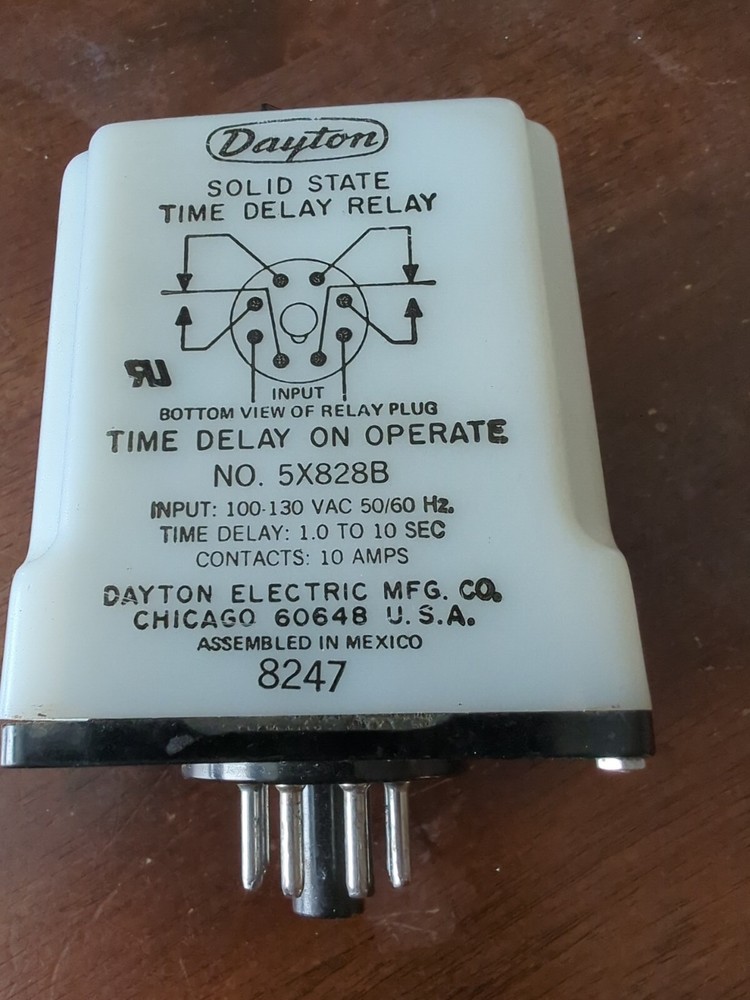 Dayton
SOLID STATE
TIME DELAY RELAY
RU
INPUT
BOTTOM VIEW OF RELAY PLUG
TIME DELAY ON OPERATE
NO. 5X828B
INPUT: 100-130 VAC 50/60 Hz.
TIME DELAY: 1.0 TO 10 SEC
CONTACTS: 10 AMPS
DAYTON ELECTRIC MFG. CO.
CHICAGO 60648 U.S.A.
ASSEMBLED IN MEXICO
8247